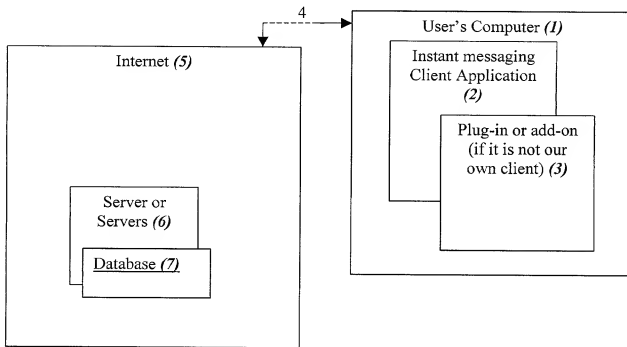 4
Internet (5)
User's Computer (1)
Instant messaging
Client Application
(2)
Plug-in or add-on
(if it is not our
own client) (3)
Server or
Servers (6)
Database (7)